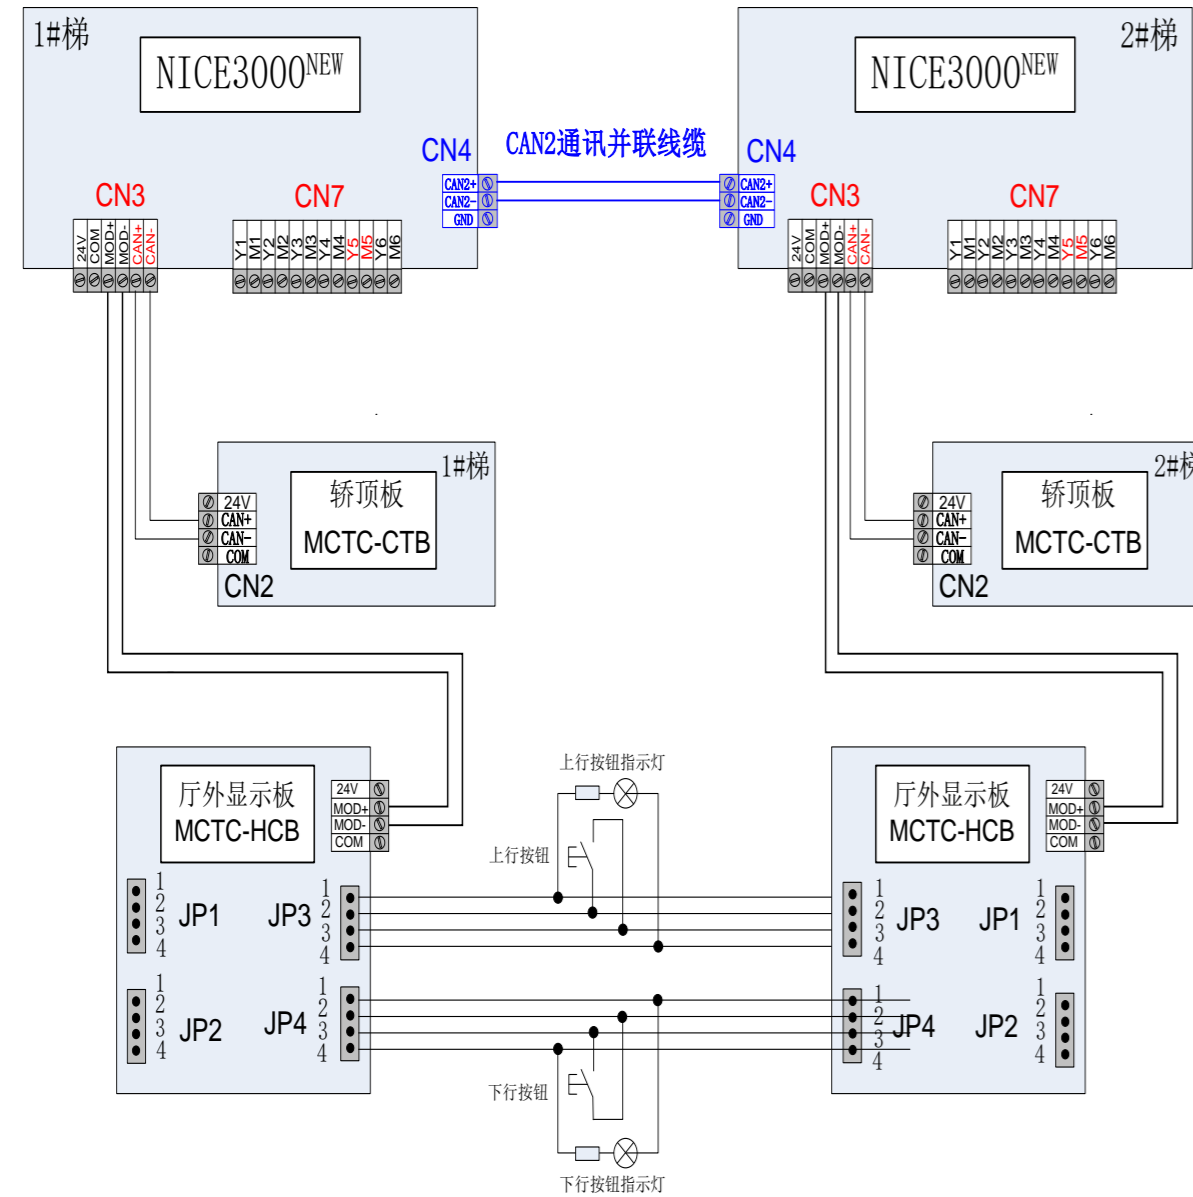 1#梯
NICE3000NEW
CN4
CAN2+
CAN2-
GND
CN3
24V
COM
MOD+
MOD-
CAN+
CAN-
CN7
Y1
M1
Y2
M2
Y3
M3
Y4
M4
Y5
M5
Y6
M6
CAN2通讯并联线缆
2#梯
NICE3000NEW
CN4
CAN2+
CAN2-
GND
CN3
24V
COM
MOD+
MOD-
CAN+
CAN-
CN7
Y1
M1
Y2
M2
Y3
M3
Y4
M4
Y5
M5
Y6
M6
1#梯
轿顶板
MCTC-CTB
24V
CAN+
CAN-
COM
CN2
2#梯
轿顶板
MCTC-CTB
24V
CAN+
CAN-
COM
CN2
厅外显示板
MCTC-HCB
24V
MOD+
MOD-
COM
1
2
3
4
JP1
JP3
1
2
3
4
1
2
3
4
JP2
JP4
1
2
3
4
上行按钮指示灯
上行按钮
下行按钮
下行按钮指示灯
厅外显示板
MCTC-HCB
24V
MOD+
MOD-
COM
1
2
3
4
JP3
JP1
1
2
3
4
1
2
3
4
JP4
JP2
1
2
3
4